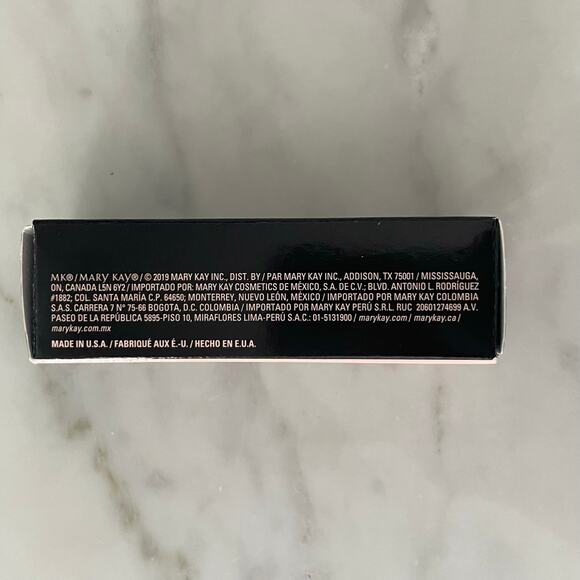 MK®/MARY KAY®/ © 2019 MARY KAY INC., DIST. BY / PAR MARY KAY INC., ADDISON, TX 75001 / MISSISSAUGA,
ON, CANADA L5N 6Y2 / IMPORTADO POR: MARY KAY COSMETICS DE MÉXICO, S.A. DE C.V.; BLVD. ANTONIO L. RODRÍGUEZ
#1882; COL. SANTA MARÍA C.P. 64650; MONTERREY, NUEVO LEÓN, MÉXICO / IMPORTADO POR MARY KAY COLOMBIA
S.A.S. CARRERA 7 N° 75-66 BOGOTA, D.C. COLOMBIA / IMPORTADO POR MARY KAY PERÚ S.R.L. RUC 20601274699 A.V.
PASEO DE LA REPÚBLICA 5895-PISO 10, MIRAFLORES LIMA-PERÚ S.A.C.: 01-5131900 / marykay.com / marykay.ca /
marykay.com.mx
MADE IN U.S.A. / FABRIQUÉ AUX É.-U. / HECHO EN E.U.A.